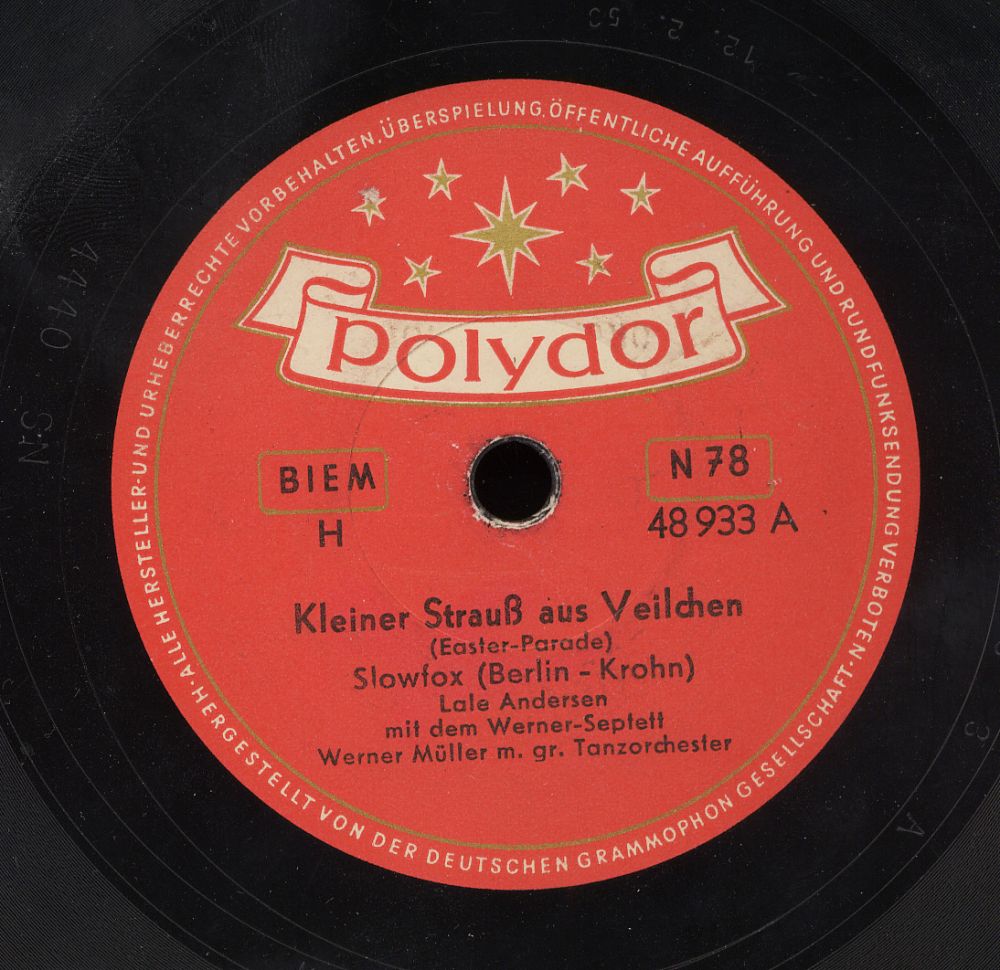 polydor
BIEM
H
N 78
48 933 A
Kleiner Strauß aus Veilchen
(Easter-Parade)
Slowfox (Berlin - Krohn)
Lale Andersen
mit dem Werner-Septett
Werner Müller m. gr. Tanzorchester
ALLE HERSTELLER- UND URHEBERRECHTE VORBEHALTEN. ÜBERSPIELUNG, ÖFFENTLICHE AUFFÜHRUNG UND RUNDFUNKSENDUNG VERBOTEN · HERGESTELLT VON DER DEUTSCHEN GRAMMOPHON GESELLSCHAFT ·
4440
A
3